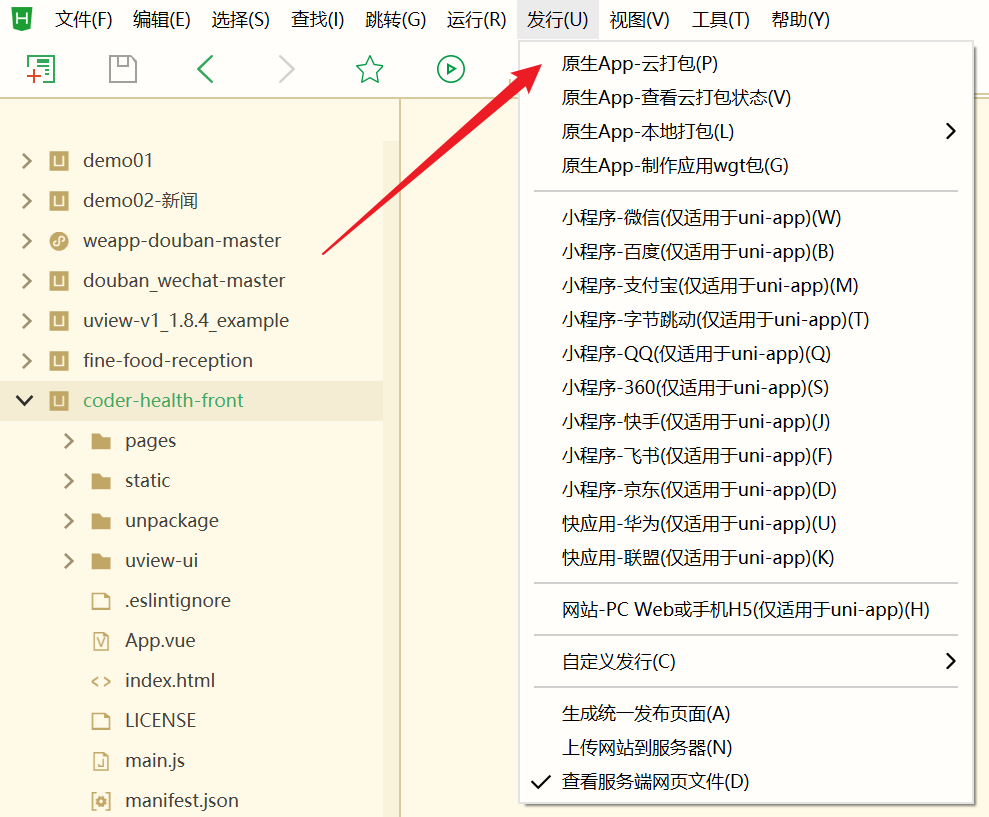 文件(F) 编辑(E) 选择(S) 查找(I) 跳转(G) 运行(R) 发行(U) 视图(V) 工具(T) 帮助(Y)
原生App-云打包(P)
原生App-查看云打包状态(V)
原生App-本地打包(L)
原生App-制作应用wgt包(G)
小程序-微信(仅适用于uni-app)(W)
小程序-百度(仅适用于uni-app)(B)
小程序-支付宝(仅适用于uni-app)(M)
小程序-字节跳动(仅适用于uni-app)(T)
小程序-QQ(仅适用于uni-app)(Q)
小程序-360(仅适用于uni-app)(S)
小程序-快手(仅适用于uni-app)(J)
小程序-飞书(仅适用于uni-app)(F)
小程序-京东(仅适用于uni-app)(D)
快应用-华为(仅适用于uni-app)(U)
快应用-联盟(仅适用于uni-app)(K)
网站-PC Web或手机H5(仅适用于uni-app)(H)
自定义发行(C)
生成统一发布页面(A)
上传网站到服务器(N)
查看服务端网页文件(D)
demo01
demo02-新闻
weapp-douban-master
douban_wechat-master
uview-v1_1.8.4_example
fine-food-reception
coder-health-front
pages
static
unpackage
uview-ui
.eslintignore
App.vue
index.html
LICENSE
main.js
manifest.json